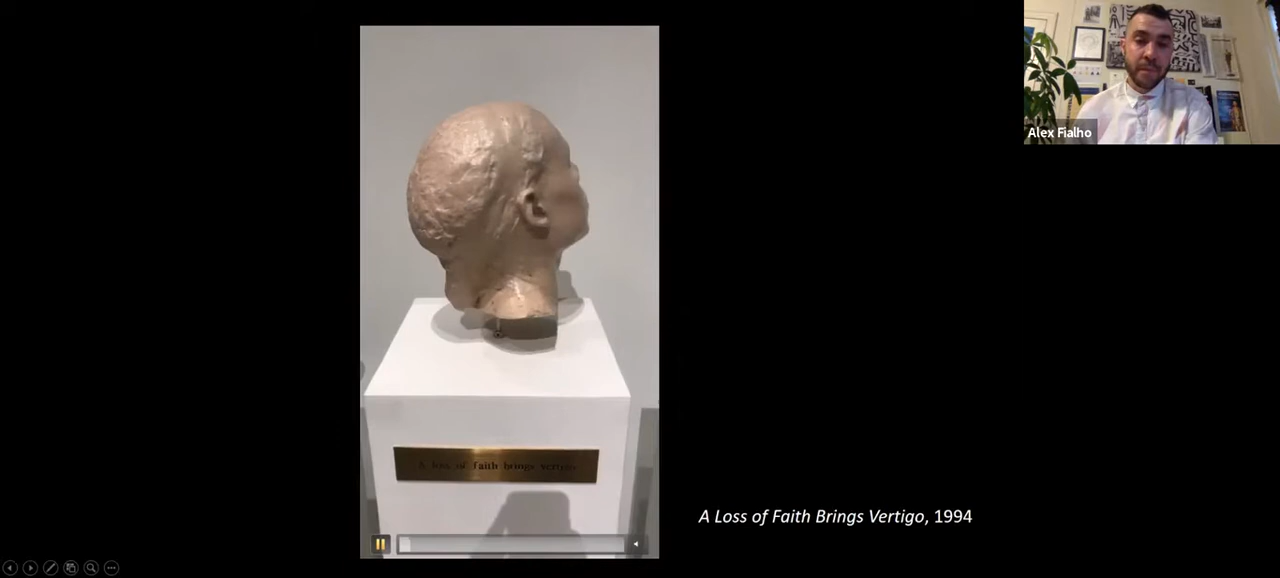 Alex Fialho
A loss of faith brings vertigo
A Loss of Faith Brings Vertigo, 1994